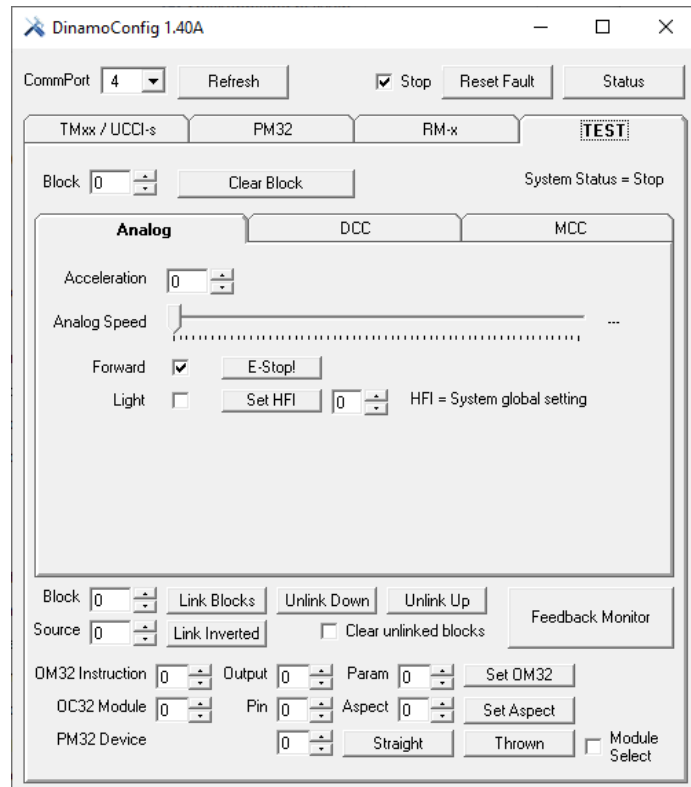 DinamoConfig 1.40A
CommPort 4 Refresh Stop Reset Fault Status
TMxx / UCCI-s PM32 RM-x TEST
Block 0 Clear Block System Status = Stop
Analog DCC MCC
Acceleration 0
Analog Speed ---
Forward E-Stop!
Light Set HFI 0 HFI = System global setting
Block 0 Link Blocks Unlink Down Unlink Up
Feedback Monitor
Source 0 Link Inverted Clear unlinked blocks
OM32 Instruction 0 Output 0 Param 0 Set OM32
OC32 Module 0 Pin 0 Aspect 0 Set Aspect
PM32 Device 0 Straight Thrown Module
Select